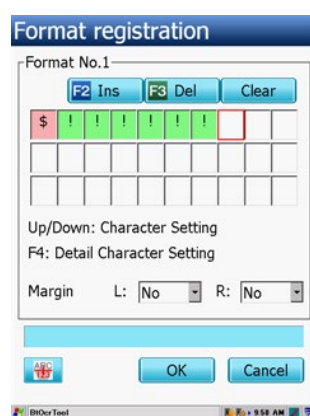 Format registration
Format No.1
F2 Ins F3 Del Clear
$ ! ! ! ! ! !
Up/Down: Character Setting
F4: Detail Character Setting
Margin L: No R: No
OK Cancel
BtOcrTool 9:58 AM